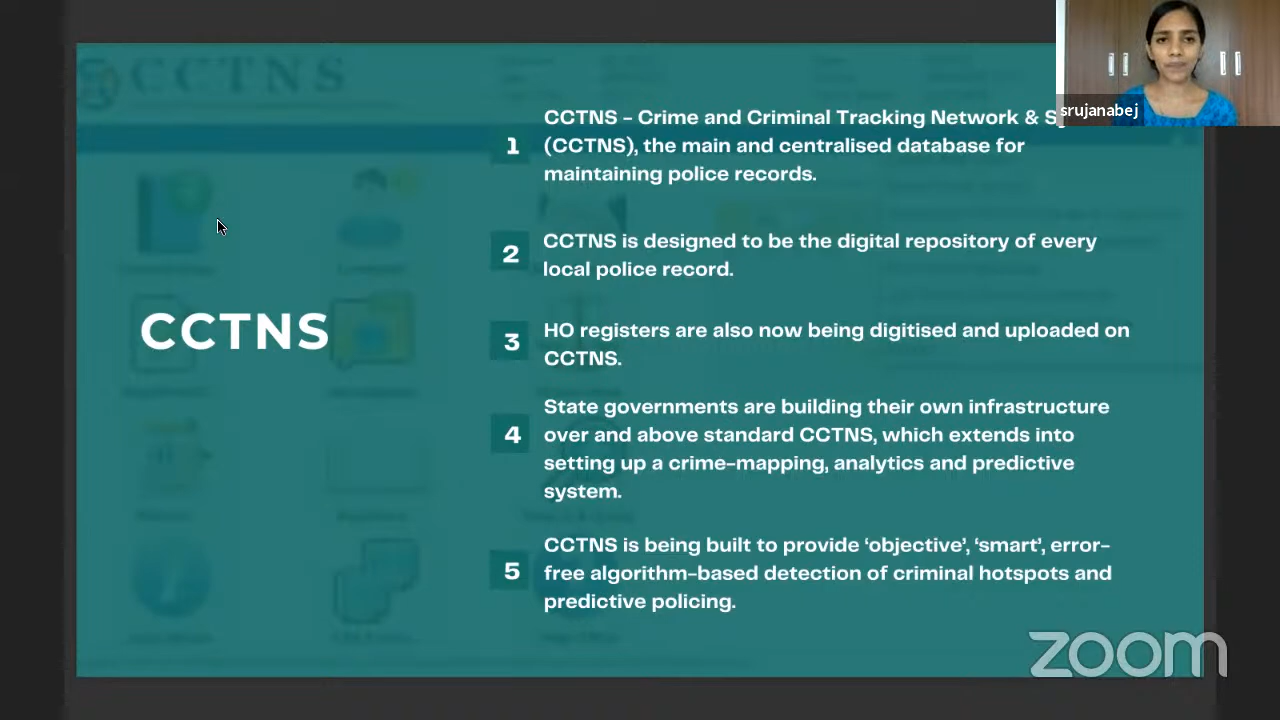 CCTNS
srujanabej
1
CCTNS – Crime and Criminal Tracking Network &
(CCTNS), the main and centralised database for
maintaining police records.
2
CCTNS is designed to be the digital repository of every
local police record.
CCTNS
3
HO registers are also now being digitised and uploaded on
CCTNS.
4
State governments are building their own infrastructure
over and above standard CCTNS, which extends into
setting up a crime-mapping, analytics and predictive
system.
5
CCTNS is being built to provide ‘objective’, ‘smart’, error-
free algorithm-based detection of criminal hotspots and
predictive policing.
zoom